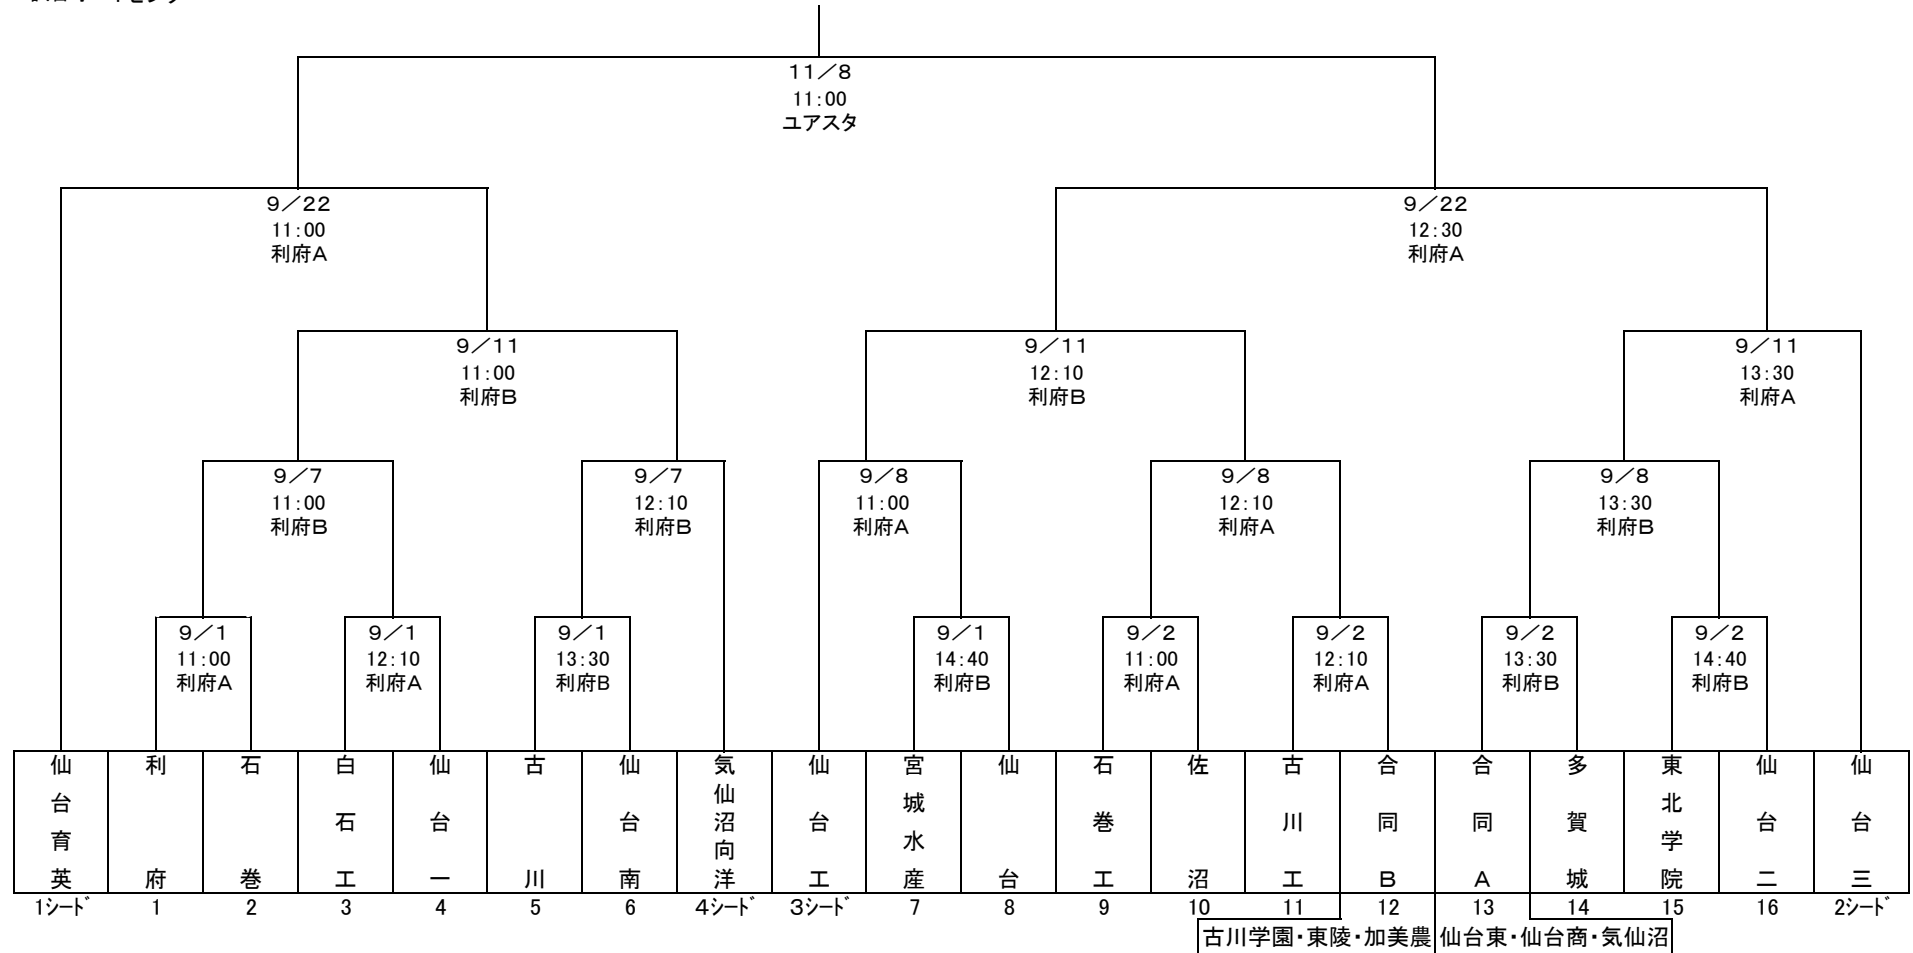 11／8
11:00
ユアスタ
9／22
11:00
利府A
9／22
12:30
利府A
9／11
11:00
利府B
9／11
12:10
利府B
9／11
13:30
利府A
9／7
11:00
利府B
9／7
12:10
利府B
9／8
11:00
利府A
9／8
12:10
利府A
9／8
13:30
利府B
9／1
11:00
利府A
9／1
12:10
利府A
9／1
13:30
利府B
9／1
14:40
利府B
9／2
11:00
利府A
9／2
12:10
利府A
9／2
13:30
利府B
9／2
14:40
利府B
仙台育英
利府
石巻
白石工
仙台一
古川
仙台南
気仙沼向洋
仙台工
宮城水産
仙台
石巻工
佐沼
古川工
合同B
合同A
多賀城
東北学院
仙台二
仙台三
1ｼｰﾄﾞ 1 2 3 4 5 6 4ｼｰﾄﾞ 3ｼｰﾄﾞ 7 8 9 10 11 12 13 14 15 16 2ｼｰﾄﾞ
古川学園・東陵・加美農
仙台東・仙台商・気仙沼